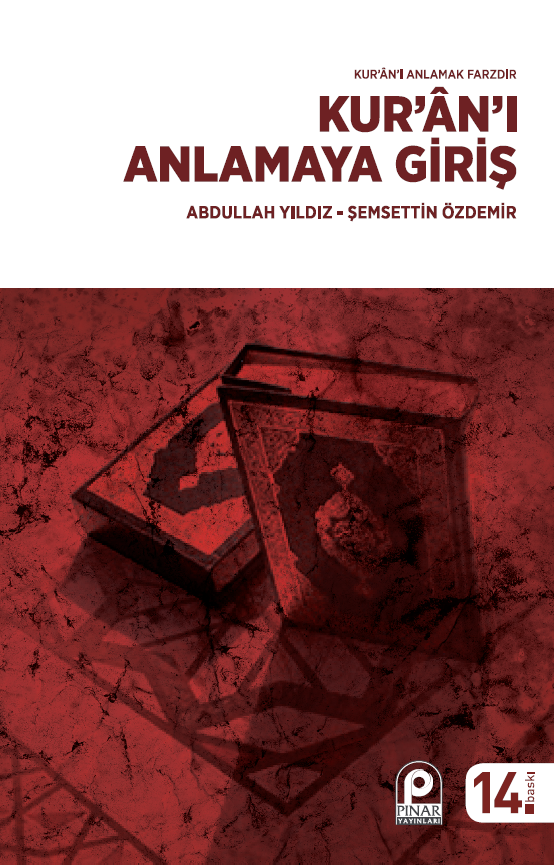 KUR’ÂN’I ANLAMAK FARZDIR
KUR’ÂN’I
ANLAMAYA GİRİŞ
ABDULLAH YILDIZ - ŞEMSETTİN ÖZDEMİR
PINAR
YAYINLARI
14.
baskı